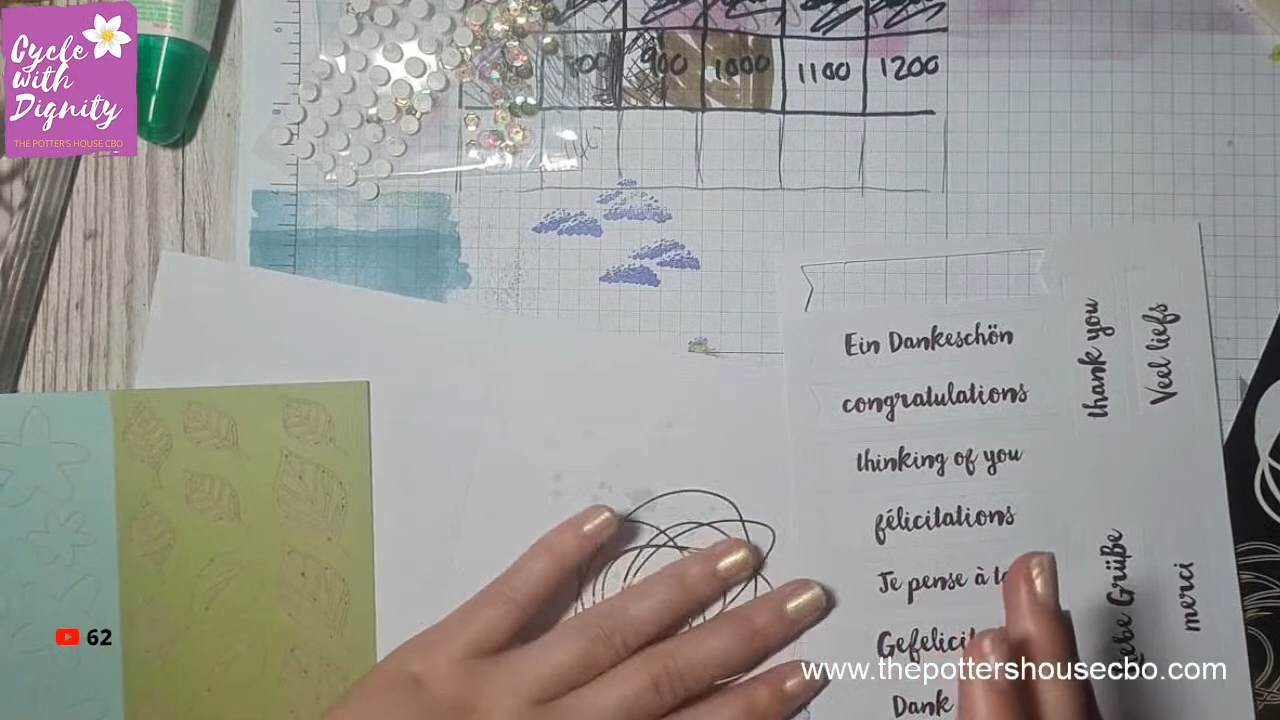 Cycle
with
Dignity
THE POTTER'S HOUSE CBO
800
900
1000
1100
1200
Ein Dankeschön
congratulations
thinking of you
félicitations
Je pense à
Dank
thank you
Veel liefs
Grüße
merci
62
www.thepottershousecbo.com